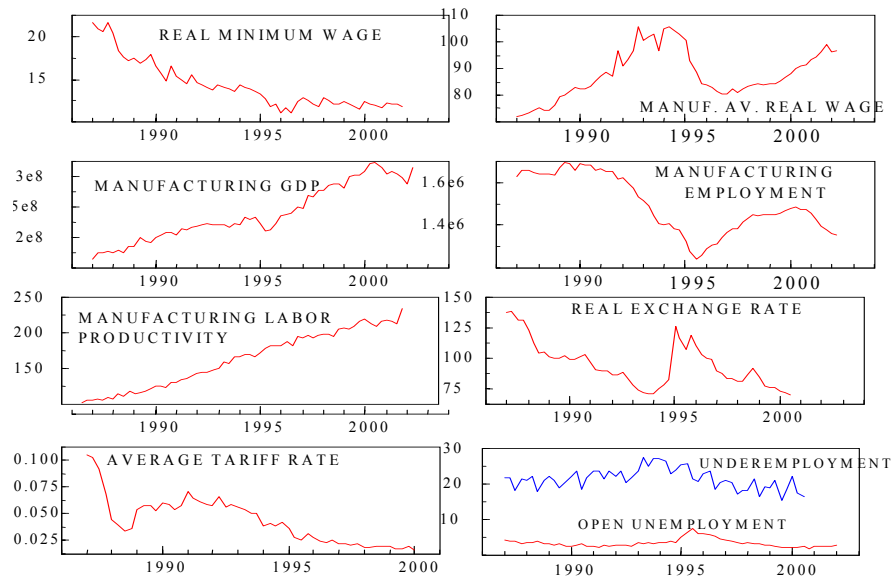 REAL MINIMUM WAGE
20
15
1990 1995 2000
110
100
90
80
MANUF. AV. REAL WAGE
1990 1995 2000
MANUFACTURING GDP
3e8
5e8
2e8
1990 1995 2000
MANUFACTURING
EMPLOYMENT
1.6e6
1.4e6
1990 1995 2000
MANUFACTURING LABOR
PRODUCTIVITY
250
200
150
1990 1995 2000
REAL EXCHANGE RATE
150
125
100
75
1990 1995 2000
AVERAGE TARIFF RATE
0.100
0.075
0.050
0.025
1990 1995 2000
30
20
10
UNDEREMPLOYMENT
OPEN UNEMPLOYMENT
1990 1995 2000